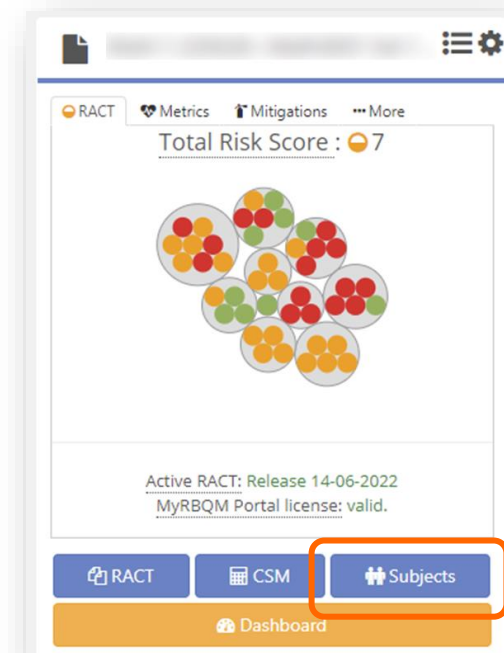 RACT Metrics Mitigations ••• More
Total Risk Score : 7
Active RACT: Release 14-06-2022
MyRBQM Portal license: valid.
RACT CSM Subjects
Dashboard